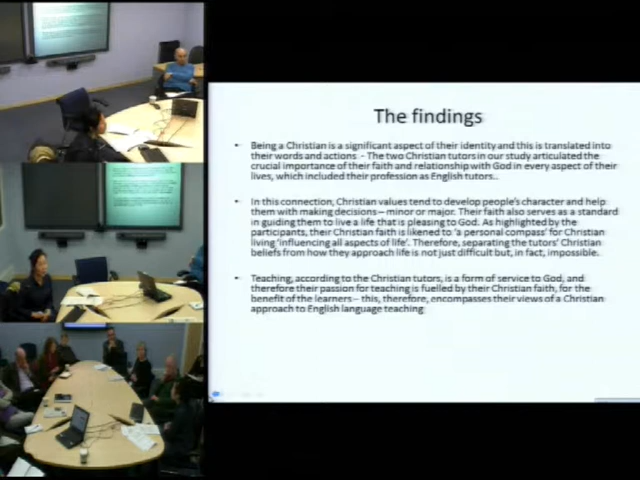 The findings
• Being a Christian is a significant aspect of their identity and this is translated into
their words and actions - The two Christian tutors in our study articulated the
crucial importance of their faith and relationship with God in every aspect of their
lives, which included their profession as English tutors..
• In this connection, Christian values tend to develop people's character and help
them with making decisions – minor or major. Their faith also serves as a standard
in guiding them to live a life that is pleasing to God. As highlighted by the
participants, their Christian faith is likened to 'a personal compass' for Christian
living 'influencing all aspects of life'. Therefore, separating the tutors' Christian
beliefs from how they approach life is not just difficult but, in fact, impossible.
• Teaching, according to the Christian tutors, is a form of service to God, and
therefore their passion for teaching is fuelled by their Christian faith, for the
benefit of the learners – this, therefore, encompasses their views of a Christian
approach to English language teaching